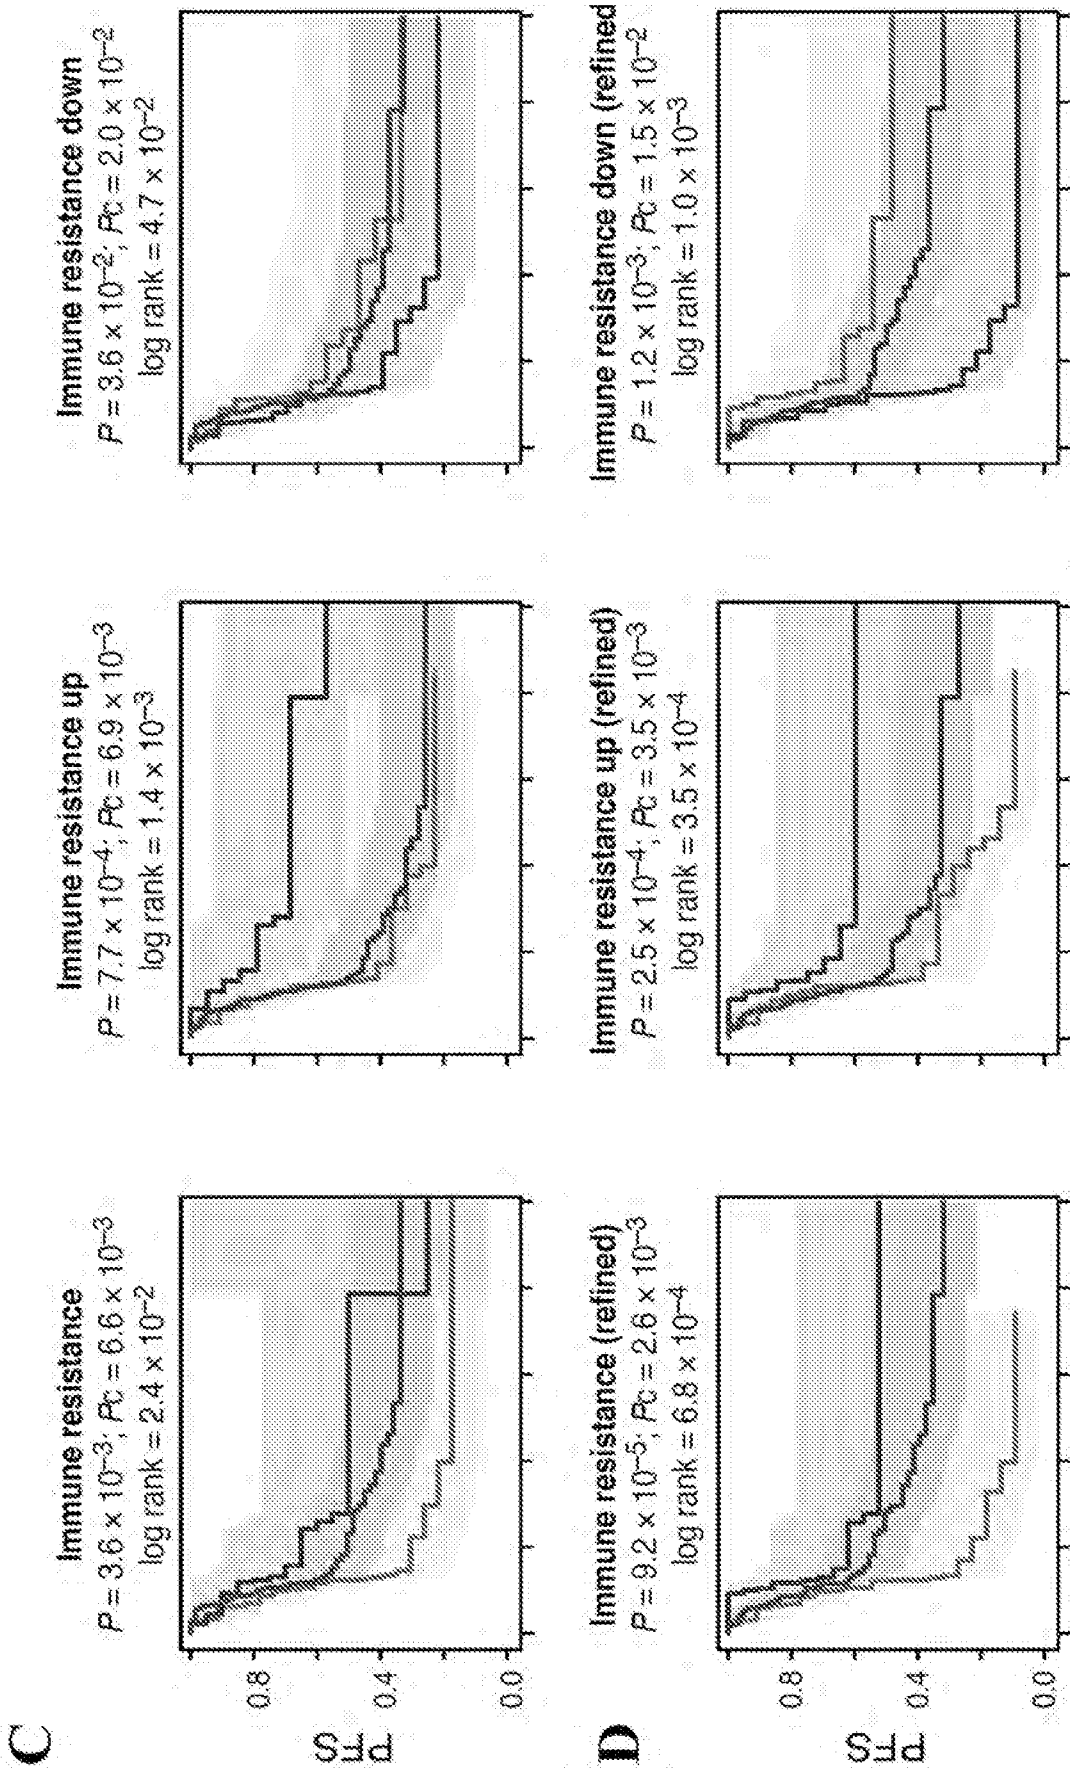 C
Immune resistance
P = 3.6 × 10⁻³; Pc = 6.6 × 10⁻³
log rank = 2.4 × 10⁻²
Immune resistance up
P = 7.7 × 10⁻⁴; Pc = 6.9 × 10⁻³
log rank = 1.4 × 10⁻³
Immune resistance down
P = 3.6 × 10⁻²; Pc = 2.0 × 10⁻²
log rank = 4.7 × 10⁻²
PFS
0.8
0.4
0.0
D
Immune resistance (refined)
P = 9.2 × 10⁻⁵; Pc = 2.6 × 10⁻³
log rank = 6.8 × 10⁻⁴
Immune resistance up (refined)
P = 2.5 × 10⁻⁴; Pc = 3.5 × 10⁻³
log rank = 3.5 × 10⁻⁴
Immune resistance down (refined
P = 1.2 × 10⁻³; Pc = 1.5 × 10⁻²
log rank = 1.0 × 10⁻³
PFS
0.8
0.4
0.0